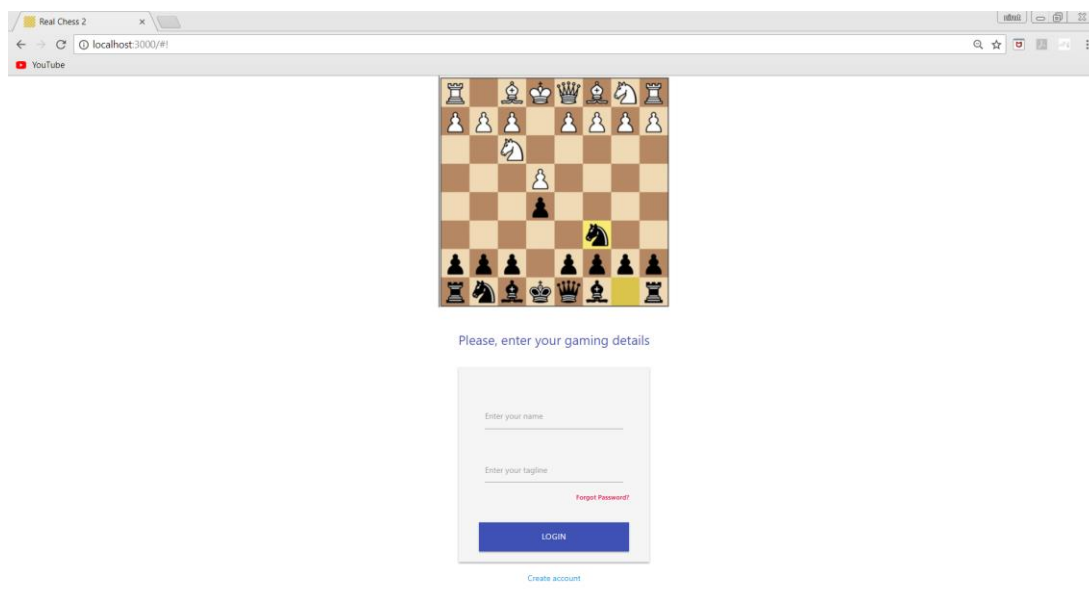 Real Chess 2
localhost:3000/#!
YouTube
Please, enter your gaming details
Enter your name
Enter your tagline
Forgot Password?
LOGIN
Create account